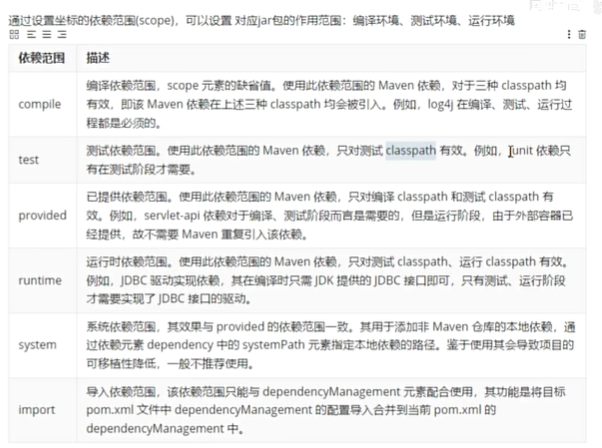 通过设置坐标的依赖范围(scope)，可以设置 对应jar包的作用范围：编译环境、测试环境、运行环境
依赖范围 描述
compile
编译依赖范围，scope 元素的缺省值。使用此依赖范围的 Maven 依赖，对于三种 classpath 均
有效，即该 Maven 依赖在上述三种 classpath 均会被引入。例如，log4j 在编译、测试、运行过
程都是必须的。
test
测试依赖范围。使用此依赖范围的 Maven 依赖，只对测试 classpath 有效。例如，Junit 依赖只
有在测试阶段才需要。
provided
已提供依赖范围。使用此依赖范围的 Maven 依赖，只对编译 classpath 和测试 classpath 有
效。例如，servlet-api 依赖对于编译、测试阶段而言是需要的，但是运行阶段，由于外部容器已
经提供，故不需要 Maven 重复引入该依赖。
runtime
运行时依赖范围。使用此依赖范围的 Maven 依赖，只对测试 classpath、运行 classpath 有效。
例如，JDBC 驱动实现依赖，其在编译时只需 JDK 提供的 JDBC 接口即可，只有测试、运行阶段
才需要实现了 JDBC 接口的驱动。
system
系统依赖范围，其效果与 provided 的依赖范围一致。其用于添加非 Maven 仓库的本地依赖，通
过依赖元素 dependency 中的 systemPath 元素指定本地依赖的路径。鉴于使用其会导致项目的
可移植性降低，一般不推荐使用。
import
导入依赖范围，该依赖范围只能与 dependencyManagement 元素配合使用，其功能是将目标
pom.xml 文件中 dependencyManagement 的配置导入合并到当前 pom.xml 的
dependencyManagement 中。